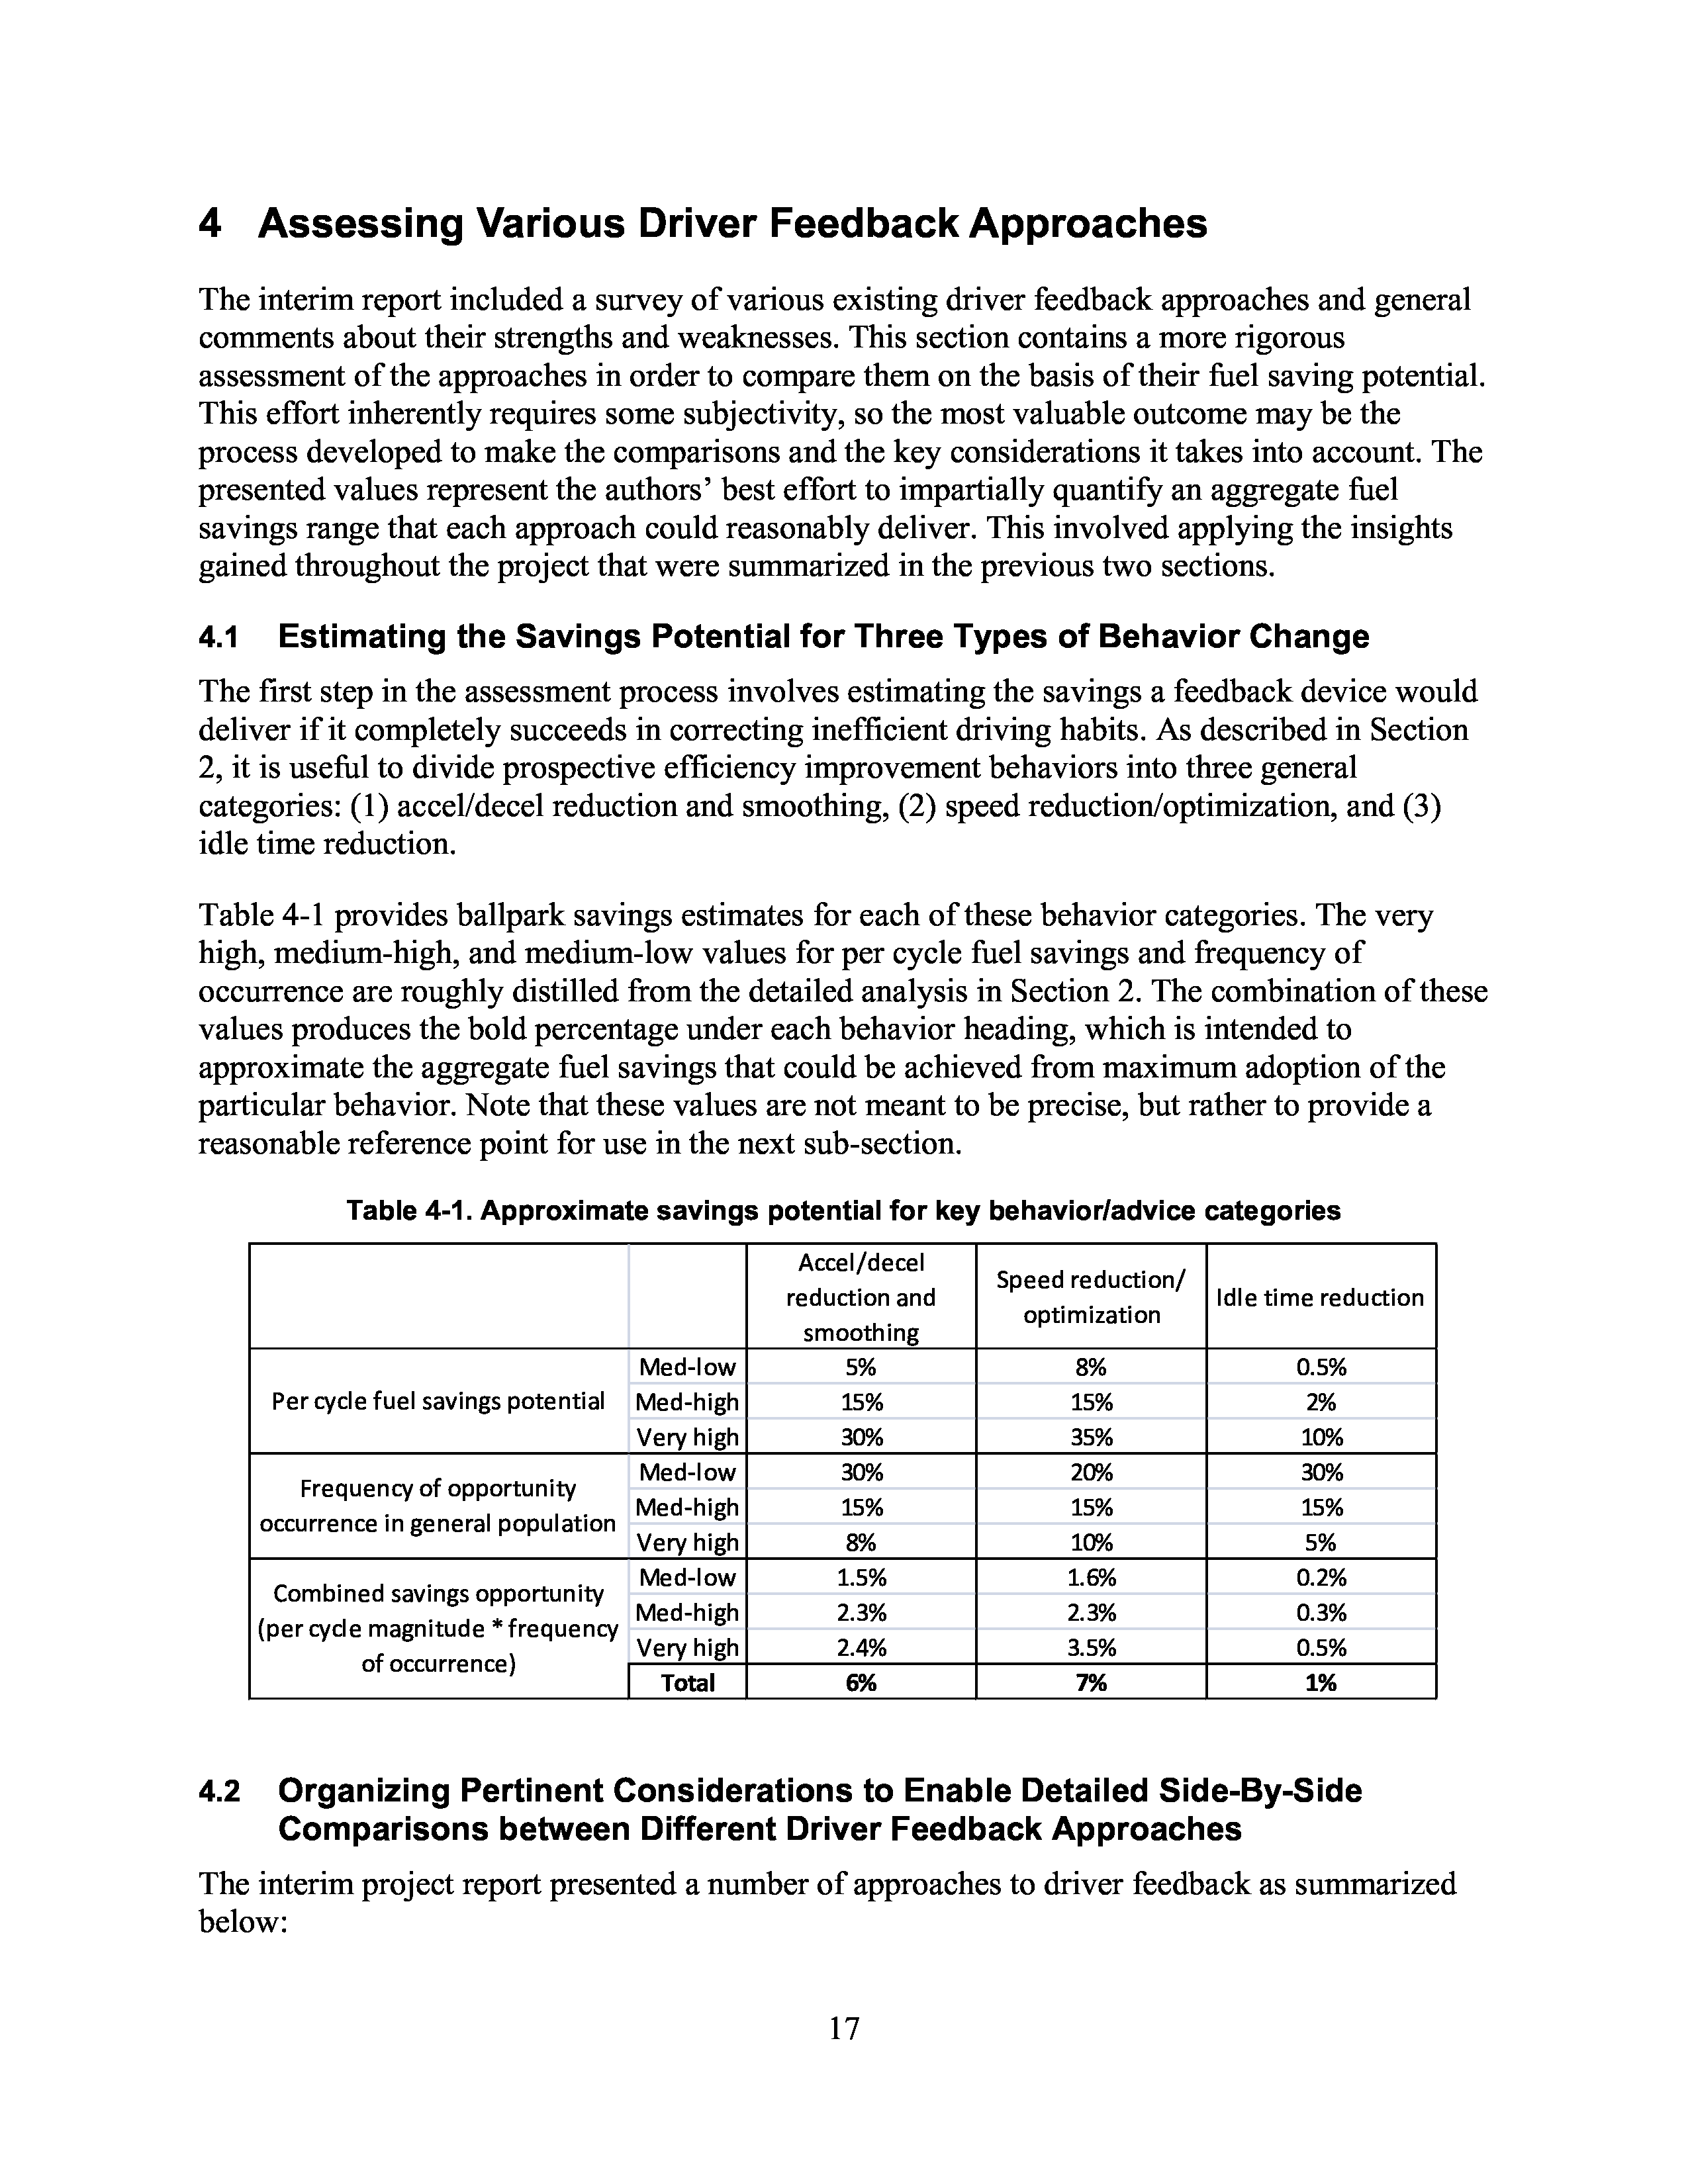 4 Assessing Various Driver Feedback Approaches
The interim report included a survey of various existing driver feedback approaches and general
comments about their strengths and weaknesses. This section contains a more rigorous
assessment of the approaches in order to compare them on the basis of their fuel saving potential.
This effort inherently requires some subjectivity, so the most valuable outcome may be the
process developed to make the comparisons and the key considerations it takes into account. The
presented values represent the authors’ best effort to impartially quantify an aggregate fuel
savings range that each approach could reasonably deliver. This involved applying the insights
gained throughout the project that were summarized in the previous two sections.
4.1 Estimating the Savings Potential for Three Types of Behavior Change
The first step in the assessment process involves estimating the savings a feedback device would
deliver if it completely succeeds in correcting inefficient driving habits. As described in Section
2, it is useful to divide prospective efficiency improvement behaviors into three general
categories: (1) accel/decel reduction and smoothing, (2) speed reduction/optimization, and (3)
idle time reduction.
Table 4-1 provides ballpark savings estimates for each of these behavior categories. The very
high, medium-high, and medium-low values for per cycle fuel savings and frequency of
occurrence are roughly distilled from the detailed analysis in Section 2. The combination of these
values produces the bold percentage under each behavior heading, which is intended to
approximate the aggregate fuel savings that could be achieved from maximum adoption of the
particular behavior. Note that these values are not meant to be precise, but rather to provide a
reasonable reference point for use in the next sub-section.
Table 4-1. Approximate savings potential for key behavior/advice categories
Accel/decel
reduction and
smoothing
Speed reduction/
optimization
Idle time reduction
Per cycle fuel savings potential
Med-low 5% 8% 0.5%
Med-high 15% 15% 2%
Very high 30% 35% 10%
Frequency of opportunity
occurrence in general population
Med-low 30% 20% 30%
Med-high 15% 15% 15%
Very high 8% 10% 5%
Combined savings opportunity
(per cycle magnitude * frequency
of occurrence)
Med-low 1.5% 1.6% 0.2%
Med-high 2.3% 2.3% 0.3%
Very high 2.4% 3.5% 0.5%
Total 6% 7% 1%
4.2 Organizing Pertinent Considerations to Enable Detailed Side-By-Side
Comparisons between Different Driver Feedback Approaches
The interim project report presented a number of approaches to driver feedback as summarized
below:
17